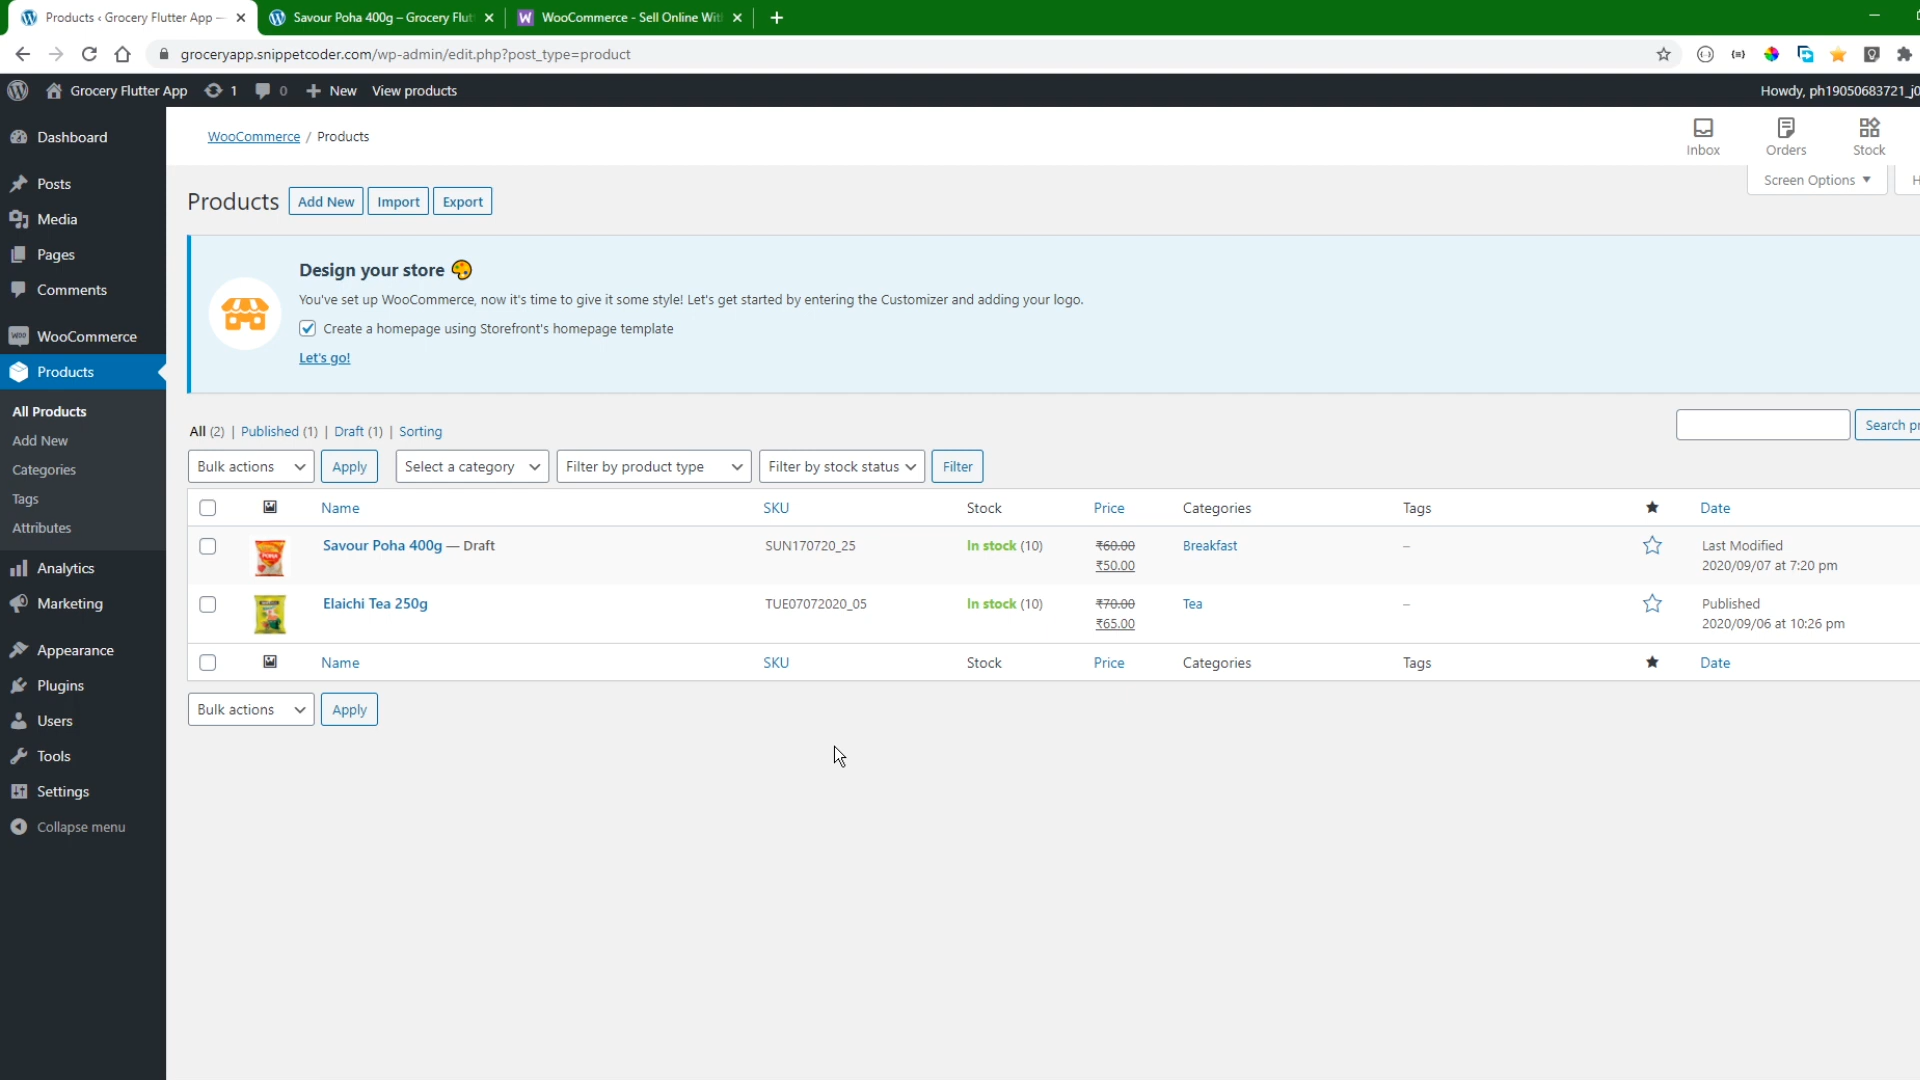 Products ‹ Grocery Flutter App —
Savour Poha 400g – Grocery Flut
WooCommerce - Sell Online Wit
groceryapp.snippetcoder.com/wp-admin/edit.php?post_type=product
Grocery Flutter App 1 0 New View products
Howdy, ph19050683721_j0
Dashboard
Posts
Media
Pages
Comments
WooCommerce
Products
All Products
Add New
Categories
Tags
Attributes
Analytics
Marketing
Appearance
Plugins
Users
Tools
Settings
Collapse menu
WooCommerce / Products
Inbox Orders Stock
Screen Options ▼ H
Products Add New Import Export
Design your store
You've set up WooCommerce, now it's time to give it some style! Let's get started by entering the Customizer and adding your logo.
Create a homepage using Storefront's homepage template
Let's go!
All (2) | Published (1) | Draft (1) | Sorting
Search pr
Bulk actions Apply Select a category Filter by product type Filter by stock status Filter
Name SKU Stock Price Categories Tags ★ Date
Savour Poha 400g — Draft SUN170720_25 In stock (10) ₹60.00 Breakfast – Last Modified
₹50.00 2020/09/07 at 7:20 pm
Elaichi Tea 250g TUE07072020_05 In stock (10) ₹70.00 Tea – Published
₹65.00 2020/09/06 at 10:26 pm
Name SKU Stock Price Categories Tags ★ Date
Bulk actions Apply